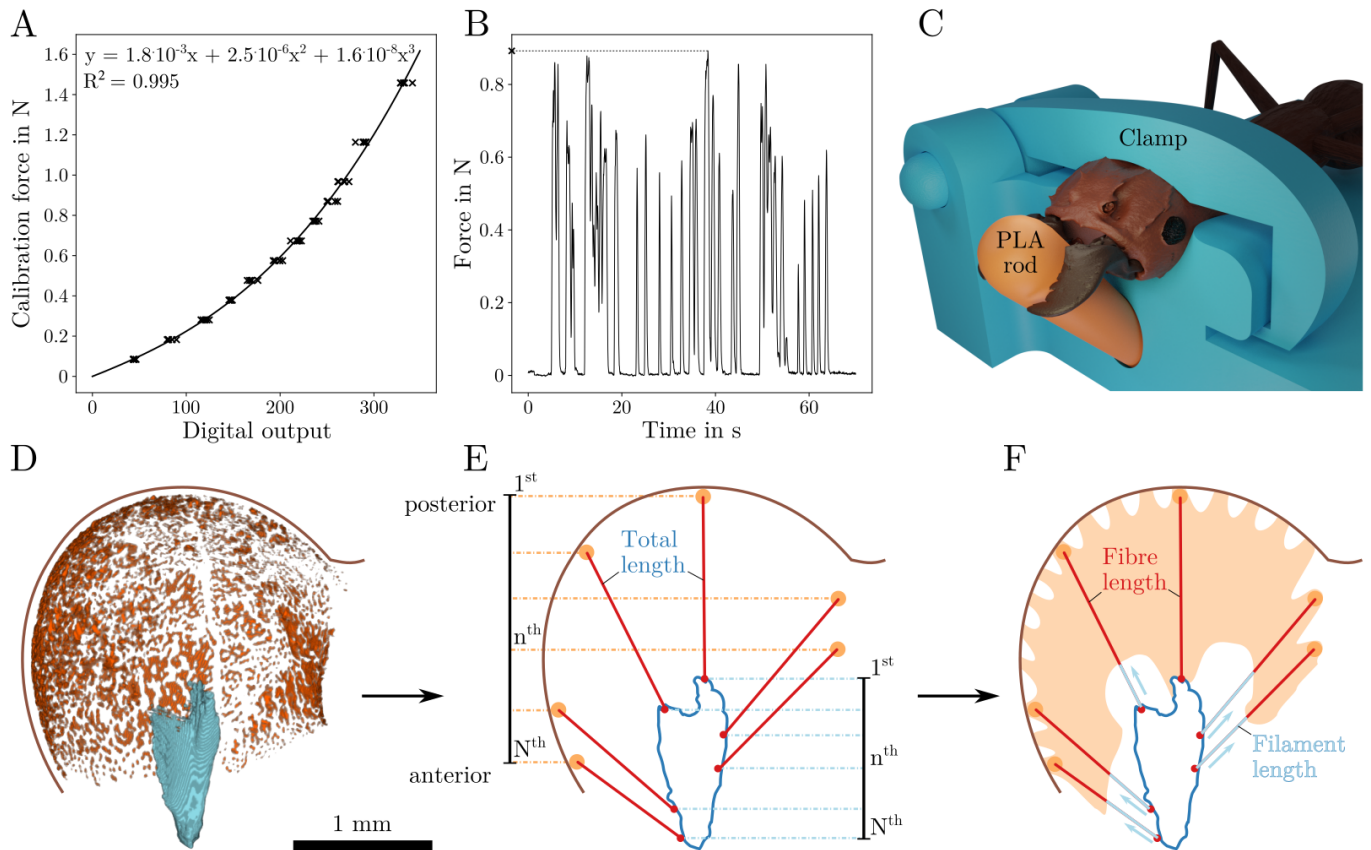 A
y = 1.8·10⁻³x + 2.5·10⁻⁶x² + 1.6·10⁻⁸x³
R² = 0.995
1.6
1.4
1.2
1.0
0.8
0.6
0.4
0.2
0
Calibration force in N
0
100
200
300
Digital output
B
0.8
0.6
0.4
0.2
0
Force in N
0
20
40
60
Time in s
C
Clamp
PLA
rod
D
1 mm
E
1ˢᵗ
posterior
Total
length
nᵗʰ
1ˢᵗ
nᵗʰ
Nᵗʰ
anterior
Nᵗʰ
F
Fibre
length
Filament
length